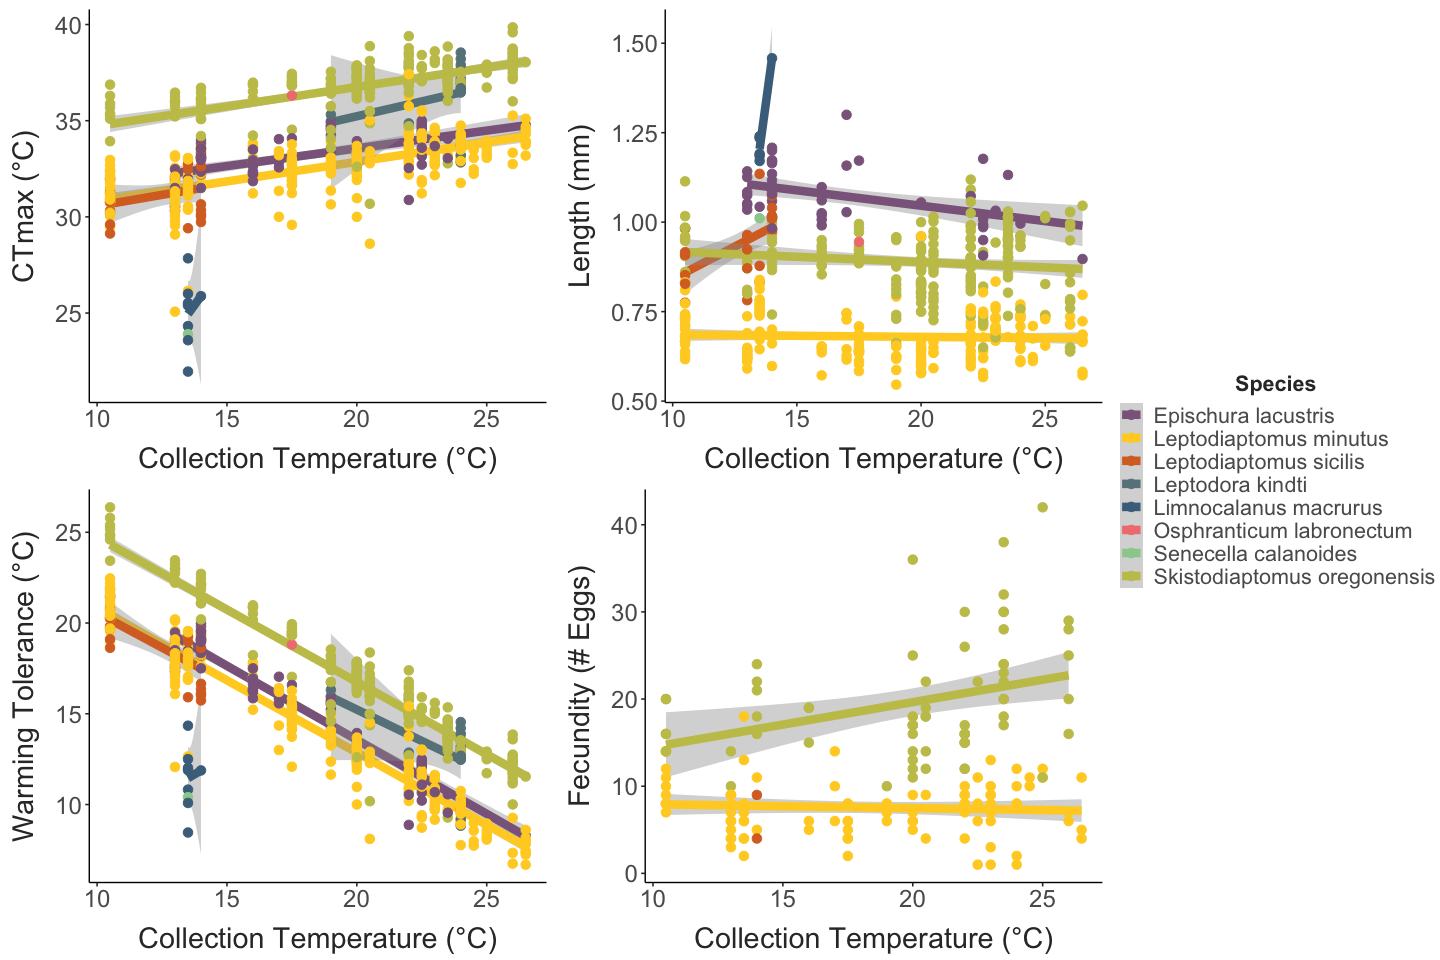 40
35
30
25
10
15
20
25
CTmax (°C)
Collection Temperature (°C)
1.50
1.25
1.00
0.75
0.50
10
15
20
25
Length (mm)
Collection Temperature (°C)
25
20
15
10
10
15
20
25
Warming Tolerance (°C)
Collection Temperature (°C)
40
30
20
10
0
10
15
20
25
Fecundity (# Eggs)
Collection Temperature (°C)
Species
Epischura lacustris
Leptodiaptomus minutus
Leptodiaptomus sicilis
Leptodora kindti
Limnocalanus macrurus
Osphranticum labronectum
Senecella calanoides
Skistodiaptomus oregonensis